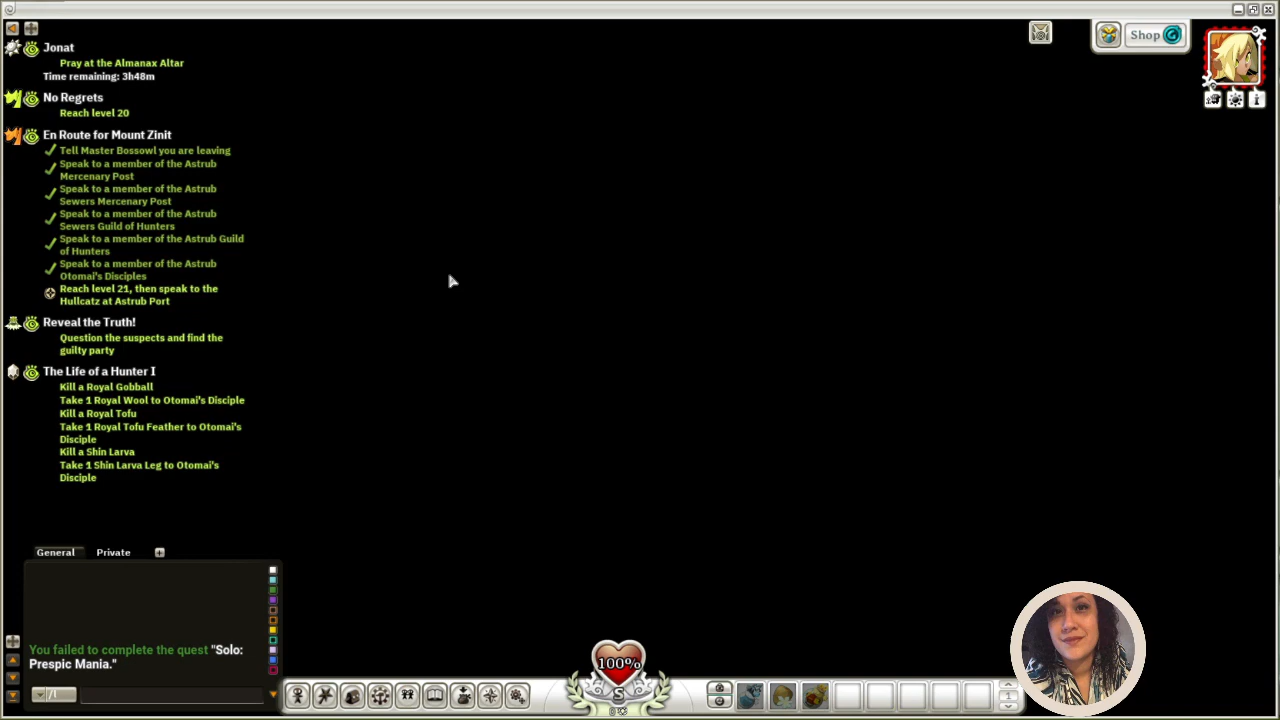 Shop
Jonat
Pray at the Almanax Altar
Time remaining: 3h48m
No Regrets
Reach level 20
En Route for Mount Zinit
Tell Master Bossowl you are leaving
Speak to a member of the Astrub
Mercenary Post
Speak to a member of the Astrub
Sewers Mercenary Post
Speak to a member of the Astrub
Sewers Guild of Hunters
Speak to a member of the Astrub Guild
of Hunters
Speak to a member of the Astrub
Otomai's Disciples
Reach level 21, then speak to the
Hullcatz at Astrub Port
Reveal the Truth!
Question the suspects and find the
guilty party
The Life of a Hunter I
Kill a Royal Gobball
Take 1 Royal Wool to Otomai's Disciple
Kill a Royal Tofu
Take 1 Royal Tofu Feather to Otomai's
Disciple
Kill a Shin Larva
Take 1 Shin Larva Leg to Otomai's
Disciple
General Private
You failed to complete the quest "Solo:
Prespic Mania."
100%
1